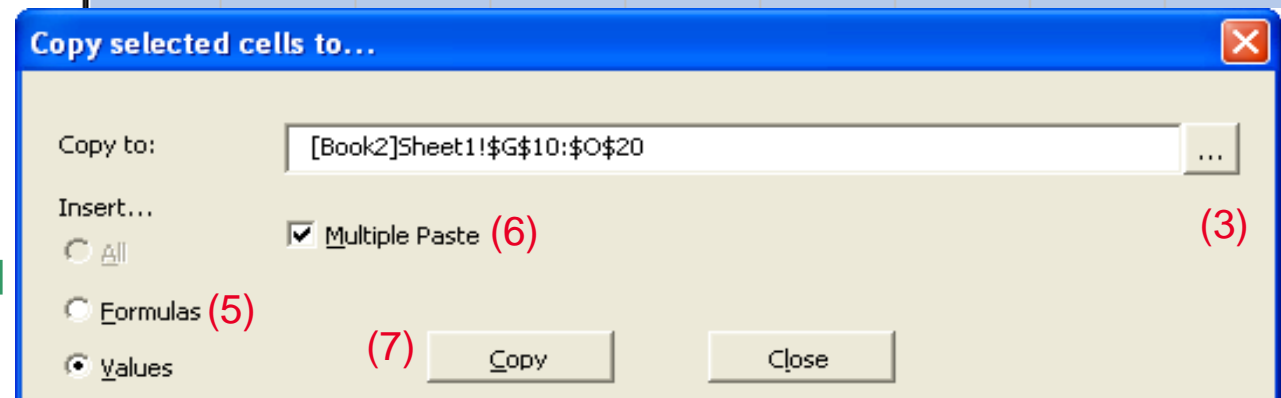 Copy selected cells to...
Copy to: [Book2]Sheet1!$G$10:$O$20 ...
(3)
Insert...
Multiple Paste (6)
All
Formulas (5)
(7) Copy Close
Values